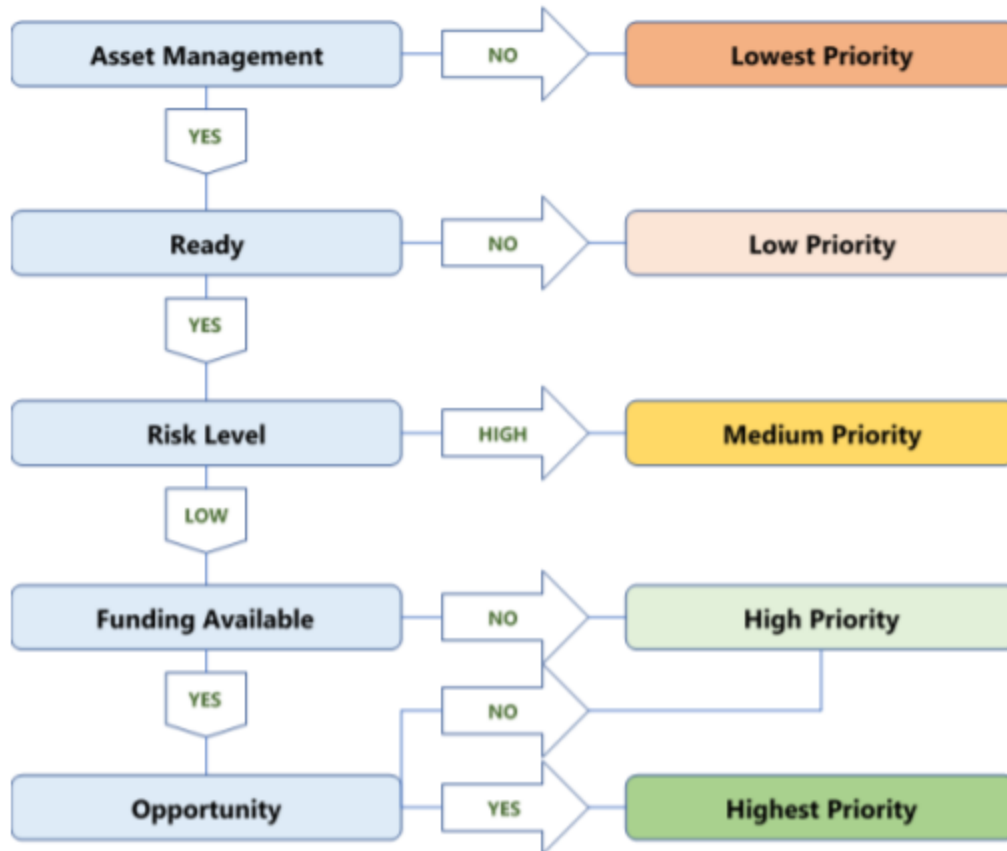 Asset Management
NO
Lowest Priority
YES
Ready
NO
Low Priority
YES
Risk Level
HIGH
Medium Priority
LOW
Funding Available
NO
High Priority
YES
NO
Opportunity
YES
Highest Priority